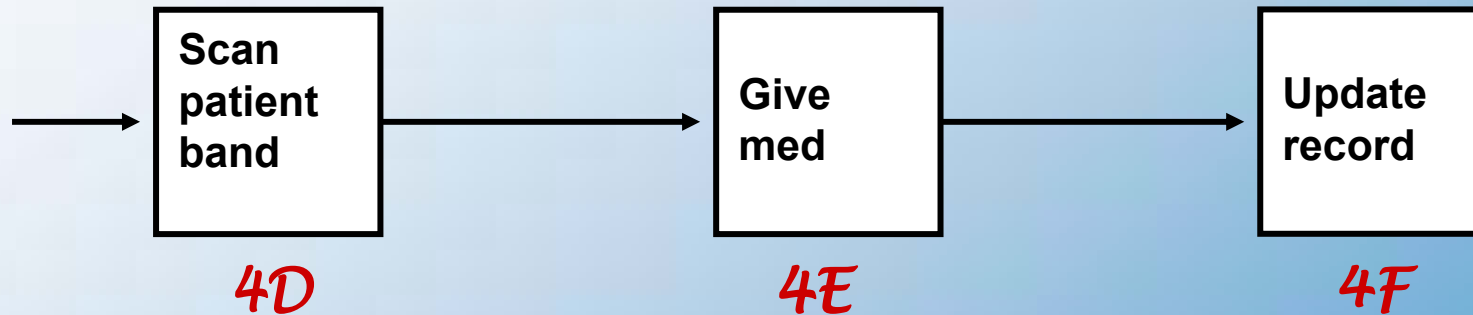 Scan
patient
band
Give
med
Update
record
4D
4E
4F